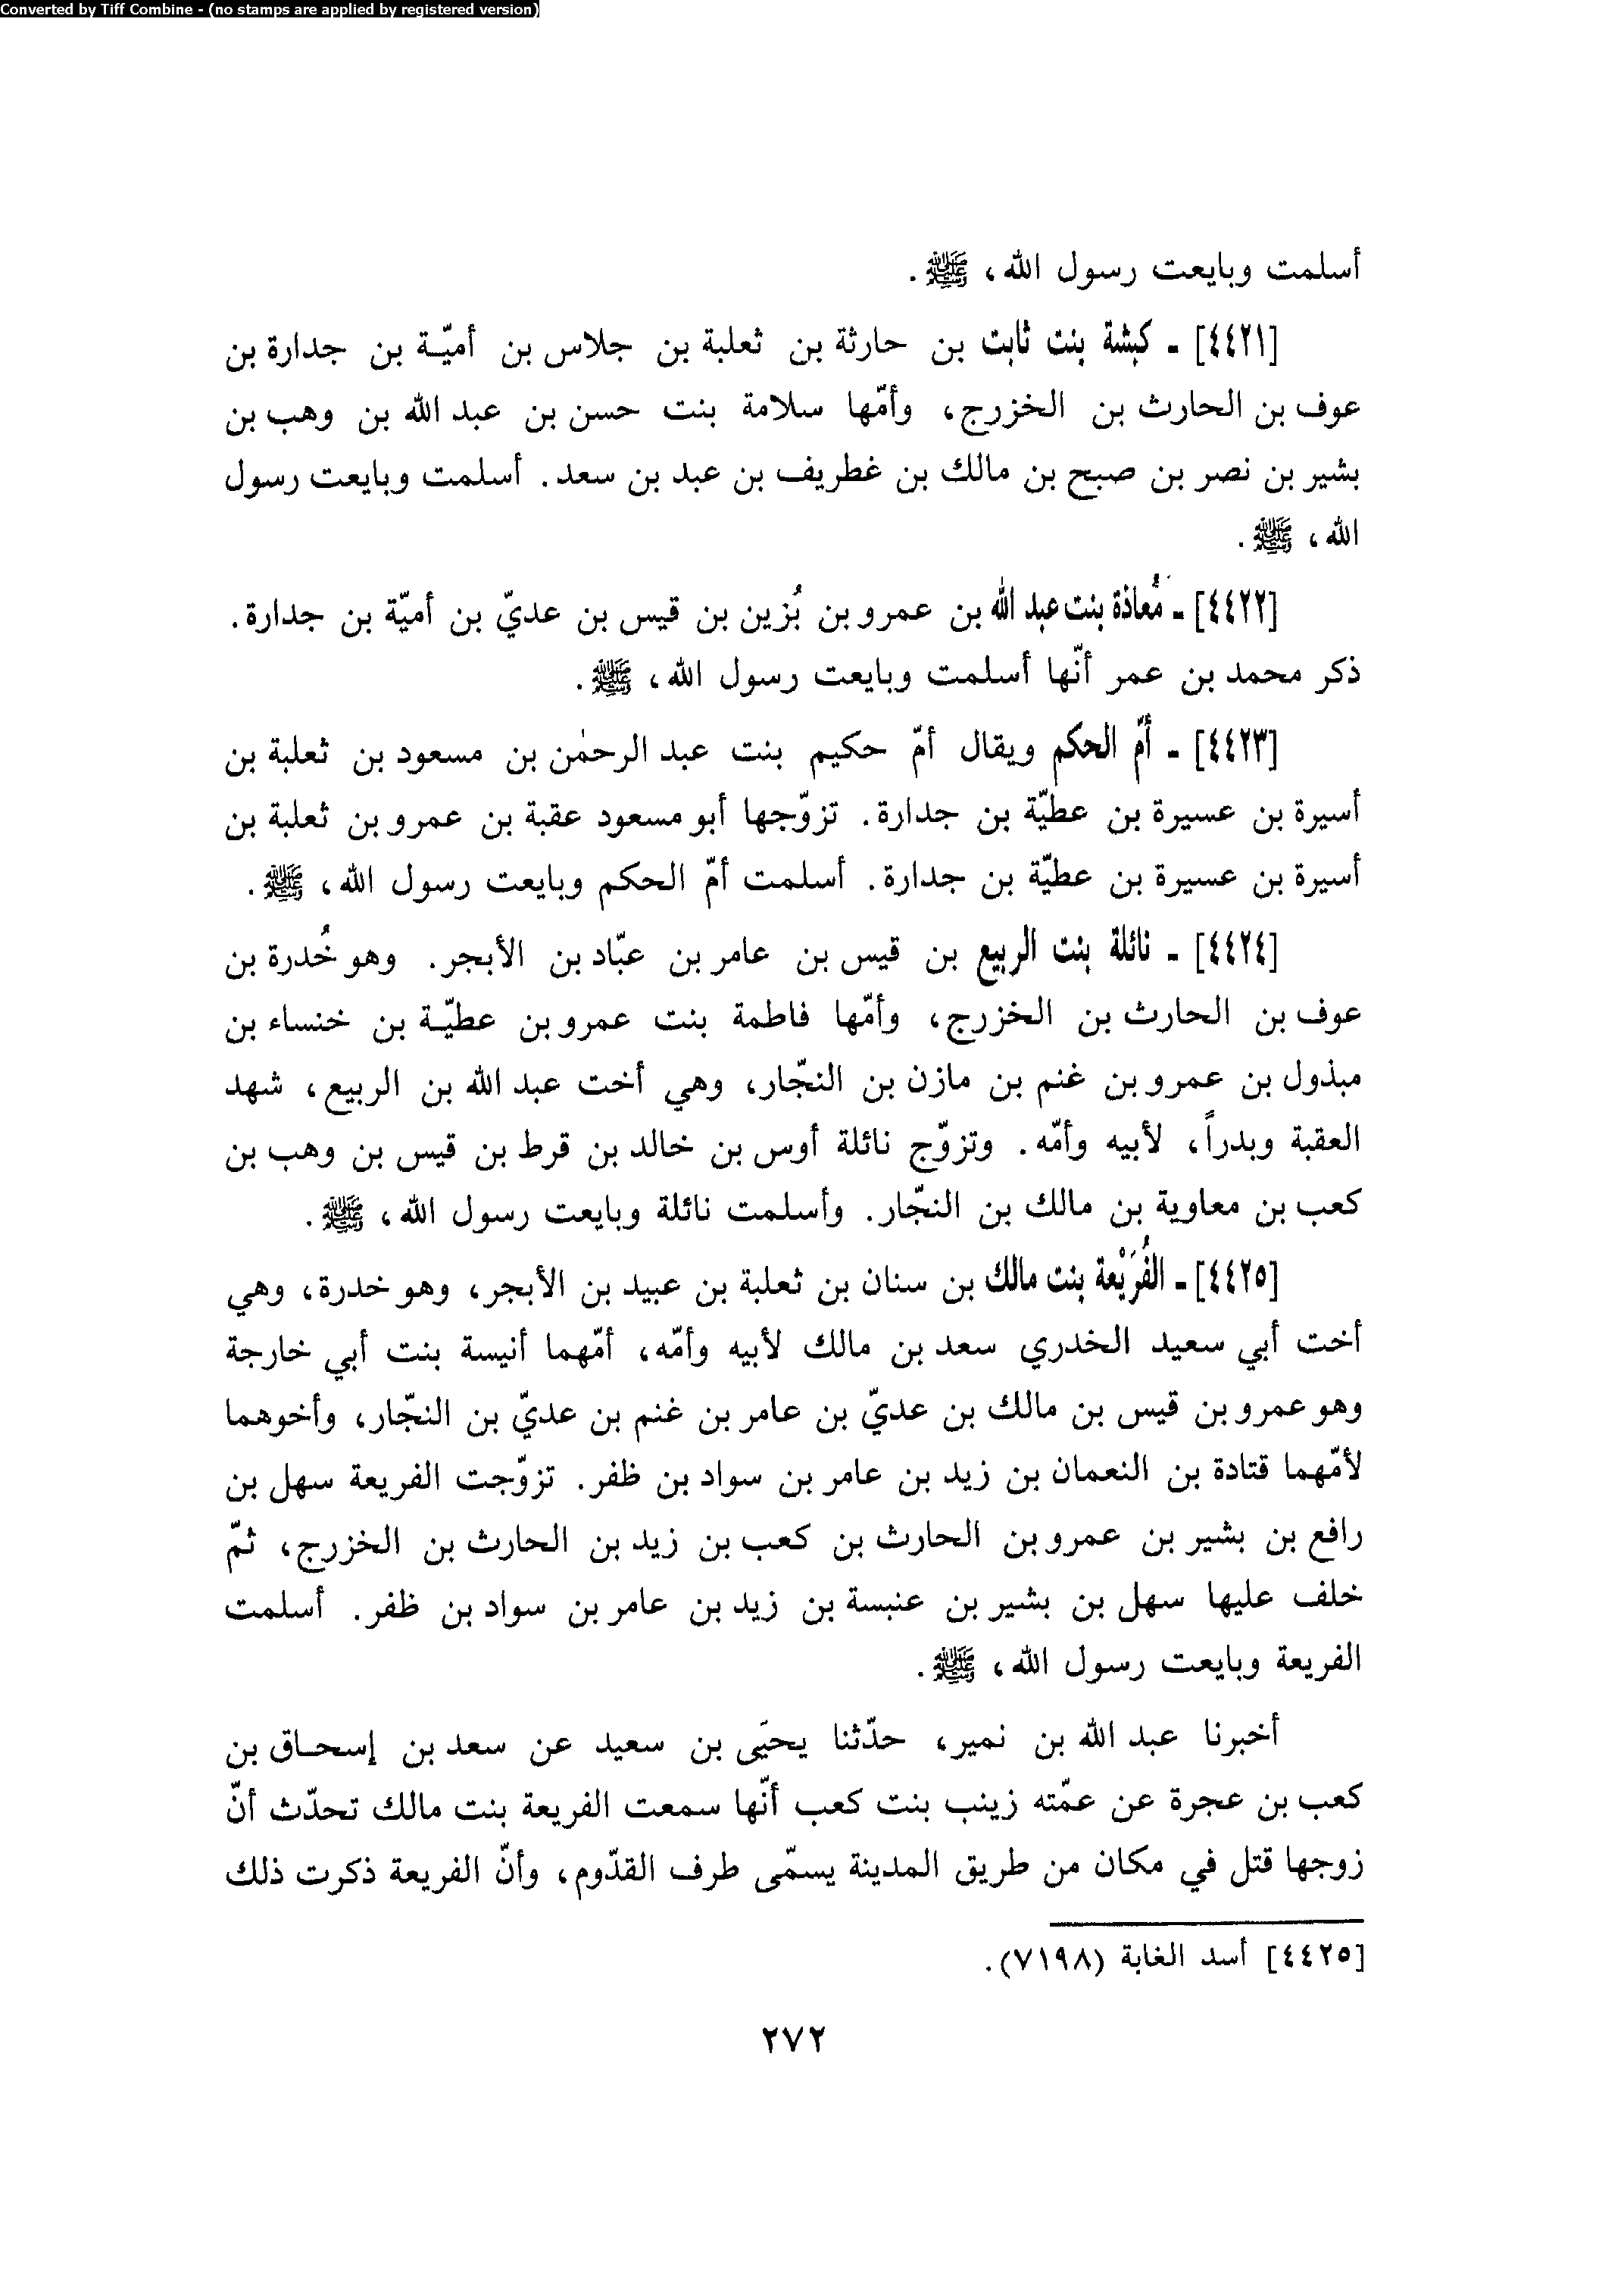 Converted by Tiff Combine - (no stamps are applied by registered version)
أسلمت وبايعت رسول الله، ﷺ.
[٤٤٢١] - كبشة بنت ثابت بن حارثة بن ثعلبة بن جلاس بن أميّة بن جدارة بن
عوف بن الحارث بن الخزرج، وأمّها سلامة بنت حسن بن عبد الله بن وهب بن
بشير بن نصر بن صبح بن مالك بن غطريف بن عبد بن سعد. أسلمت وبايعت رسول
الله، ﷺ.
[٤٤٢٢] - مُعاذة بنت عبد الله بن عمرو بن بُزين بن قيس بن عديّ بن أميّة بن جدارة.
ذكر محمد بن عمر أنّها أسلمت وبايعت رسول الله، ﷺ.
[٤٤٢٣] - أمّ الحكم ويقال أمّ حكيم بنت عبد الرحمٰن بن مسعود بن ثعلبة بن
أسيرة بن عسيرة بن عطيّة بن جدارة. تزوّجها أبو مسعود عقبة بن عمرو بن ثعلبة بن
أسيرة بن عسيرة بن عطيّة بن جدارة. أسلمت أمّ الحكم وبايعت رسول الله، ﷺ.
[٤٤٢٤] - نائلة بنت الربيع بن قيس بن عامر بن عبّاد بن الأبجر. وهو خُدرة بن
عوف بن الحارث بن الخزرج، وأمّها فاطمة بنت عمرو بن عطيّة بن خنساء بن
مبذول بن عمرو بن غنم بن مازن بن النجّار، وهي أخت عبد الله بن الربيع، شهد
العقبة وبدراً، لأبيه وأمّه. وتزوّج نائلة أوس بن خالد بن قرط بن قيس بن وهب بن
كعب بن معاوية بن مالك بن النجّار. وأسلمت نائلة وبايعت رسول الله، ﷺ.
[٤٤٢٥] - الفُرَيْعة بنت مالك بن سنان بن ثعلبة بن عبيد بن الأبجر، وهو خدرة، وهي
أخت أبي سعيد الخدري سعد بن مالك لأبيه وأمّه، أمّهما أنيسة بنت أبي خارجة
وهو عمرو بن قيس بن مالك بن عديّ بن عامر بن غنم بن عديّ بن النجّار، وأخوهما
لأمّهما قتادة بن النعمان بن زيد بن عامر بن سواد بن ظفر. تزوّجت الفريعة سهل بن
رافع بن بشير بن عمرو بن الحارث بن كعب بن زيد بن الحارث بن الخزرج، ثمّ
خلف عليها سهل بن بشير بن عنبسة بن زيد بن عامر بن سواد بن ظفر. أسلمت
الفريعة وبايعت رسول الله، ﷺ.
أخبرنا عبد الله بن نمير، حدّثنا يحيَى بن سعيد عن سعد بن إسحاق بن
كعب بن عجرة عن عمّته زينب بنت كعب أنّها سمعت الفريعة بنت مالك تحدّث أنّ
زوجها قتل في مكان من طريق المدينة يسمّى طرف القدّوم، وأنّ الفريعة ذكرت ذلك
[٤٤٢٥] أسد الغابة (٧١٩٨).
٢٧٢